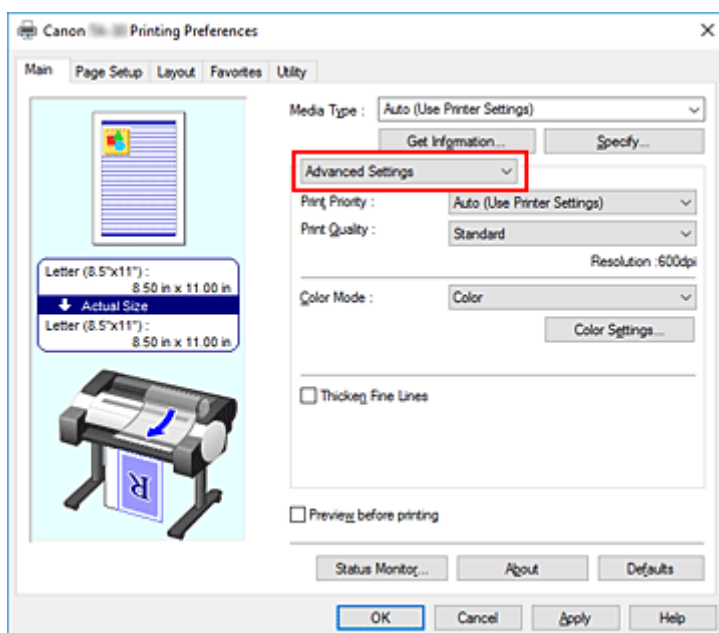 Canon Printing Preferences
Main Page Setup Layout Favorites Utility
Media Type : Auto (Use Printer Settings)
Get Information... Specify...
Advanced Settings
Print Priority : Auto (Use Printer Settings)
Print Quality : Standard
Resolution :600dpi
Letter (8.5"x11") :
8.50 in x 11.00 in
Actual Size
Letter (8.5"x11") :
8.50 in x 11.00 in
Color Mode : Color
Color Settings...
Thicken Fine Lines
R
Preview before printing
Status Monitor... About Defaults
OK Cancel Apply Help